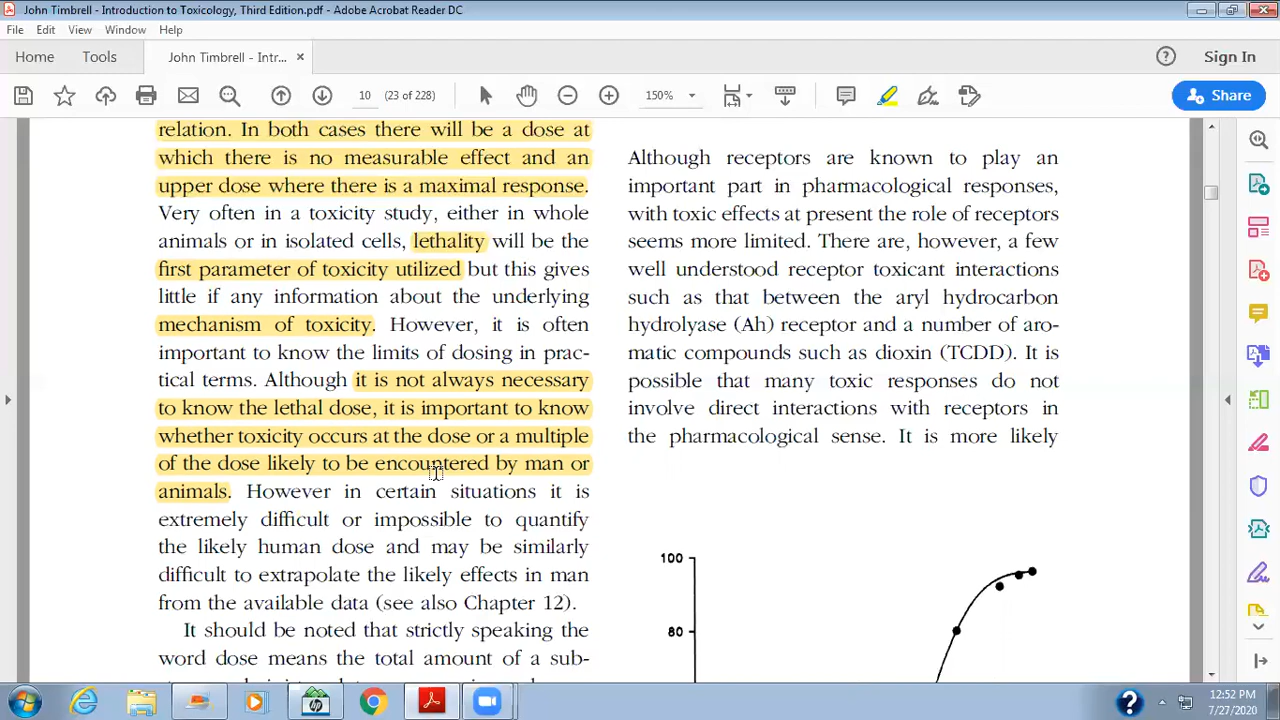 John Timbrell - Introduction to Toxicology, Third Edition.pdf - Adobe Acrobat Reader DC
File Edit View Window Help
Home Tools John Timbrell - Intr... × Sign In
10 (23 of 228) 150% Share
relation. In both cases there will be a dose at
which there is no measurable effect and an
upper dose where there is a maximal response.
Very often in a toxicity study, either in whole
animals or in isolated cells, lethality will be the
first parameter of toxicity utilized but this gives
little if any information about the underlying
mechanism of toxicity. However, it is often
important to know the limits of dosing in prac-
tical terms. Although it is not always necessary
to know the lethal dose, it is important to know
whether toxicity occurs at the dose or a multiple
of the dose likely to be encountered by man or
animals. However in certain situations it is
extremely difficult or impossible to quantify
the likely human dose and may be similarly
difficult to extrapolate the likely effects in man
from the available data (see also Chapter 12).
It should be noted that strictly speaking the
word dose means the total amount of a sub-
Although receptors are known to play an
important part in pharmacological responses,
with toxic effects at present the role of receptors
seems more limited. There are, however, a few
well understood receptor toxicant interactions
such as that between the aryl hydrocarbon
hydrolyase (Ah) receptor and a number of aro-
matic compounds such as dioxin (TCDD). It is
possible that many toxic responses do not
involve direct interactions with receptors in
the pharmacological sense. It is more likely
100
80
12:52 PM
7/27/2020